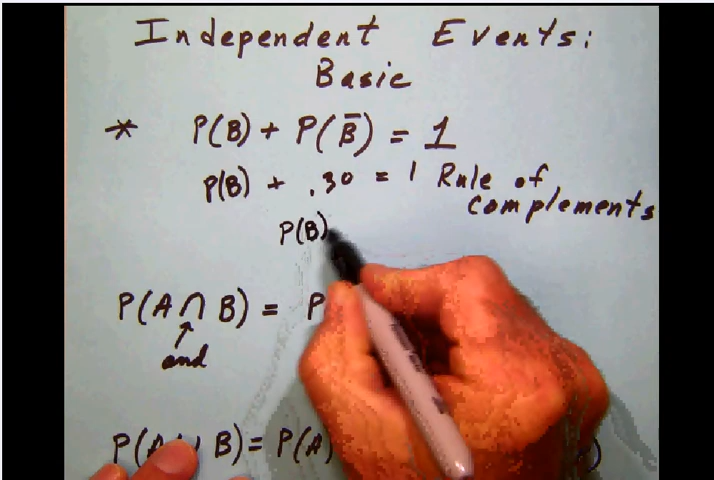 Independent Events:
Basic
* P(B) + P(B̅) = 1
P(B) + .30 = 1 Rule of
complements
P(B)
P(A ∩ B) = P
↑
and
P(A B) = P(A) )